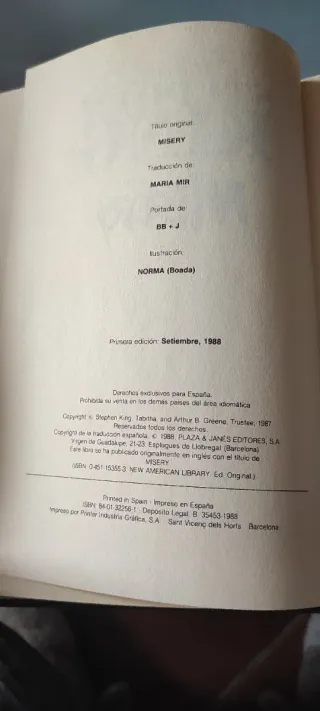 Título original:
MISERY
Traducción de:
MARIA MIR
Portada de:
BB + J
Ilustración:
NORMA (Boada)
Primera edición: Setiembre, 1988
Derechos exclusivos para España.
Prohibida su venta en los demás países del área idiomática
Copyright © Stephen King, Tabitha, and Arthur B. Greene, Trustee, 1987
Reservados todos los derechos.
Copyright de la traducción española, © 1988, PLAZA & JANES EDITORES, S.A.
Virgen de Guadalupe, 21-23. Esplugues de Llobregat (Barcelona)
Este libro se ha publicado originalmente en inglés con el título de
MISERY
(ISBN: 0-451-15355-3. NEW AMERICAN LIBRARY. Ed. Original.)
Printed in Spain - Impreso en España
ISBN: 84-01-32256-1 - Depósito Legal: B. 35453-1988
Impreso por Printer Industria Gráfica, S.A. Sant Vicenç dels Horts Barcelona